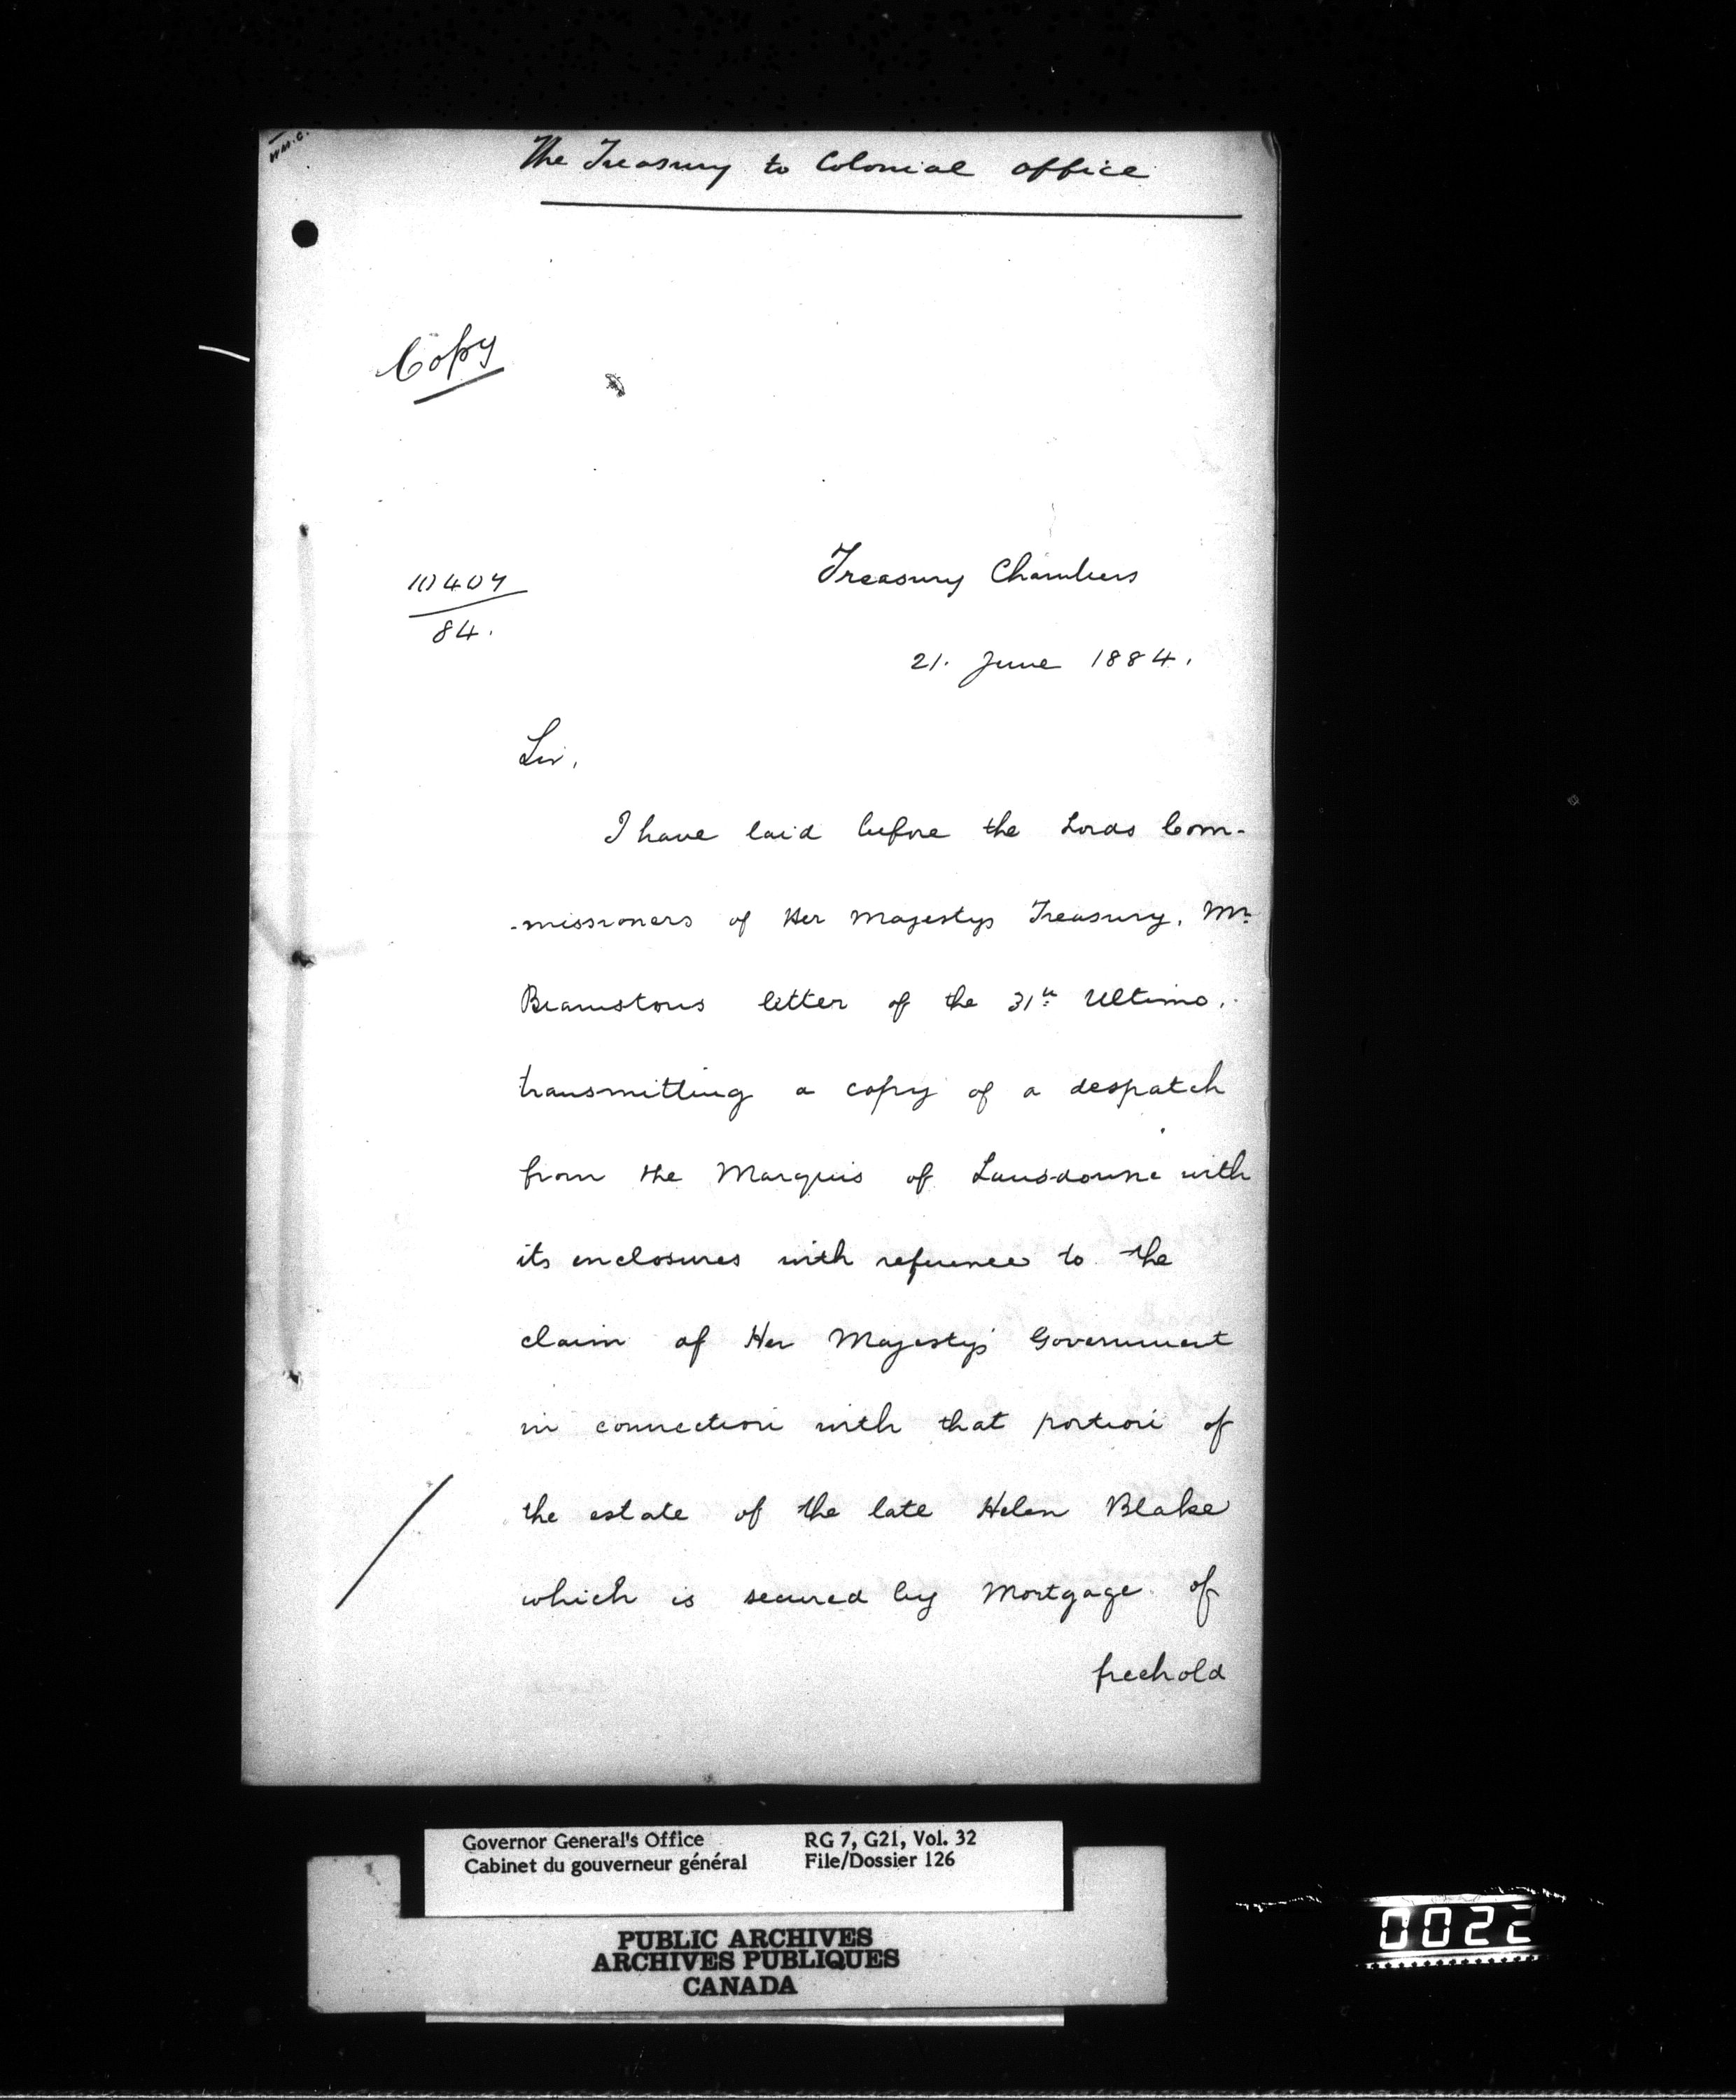 W.M.C.
The Treasury to Colonial Office
Copy
10407
84.
Treasury Chambers
21. June 1884.
Sir,
I have laid before the Lords Com-
-missioners of Her Majestys Treasury, Mr
Bramstons letter of the 31st Ultimo,
transmitting a copy of a despatch
from the Marquis of Lansdowne with
its enclosures with reference to the
claim of Her Majesty's Government
in connection with that portion of
the estate of the late Helen Blake
which is secured by Mortgage of
freehold
Governor General's Office
Cabinet du gouverneur général
RG 7, G21, Vol. 32
File/Dossier 126
PUBLIC ARCHIVES
ARCHIVES PUBLIQUES
CANADA
0022